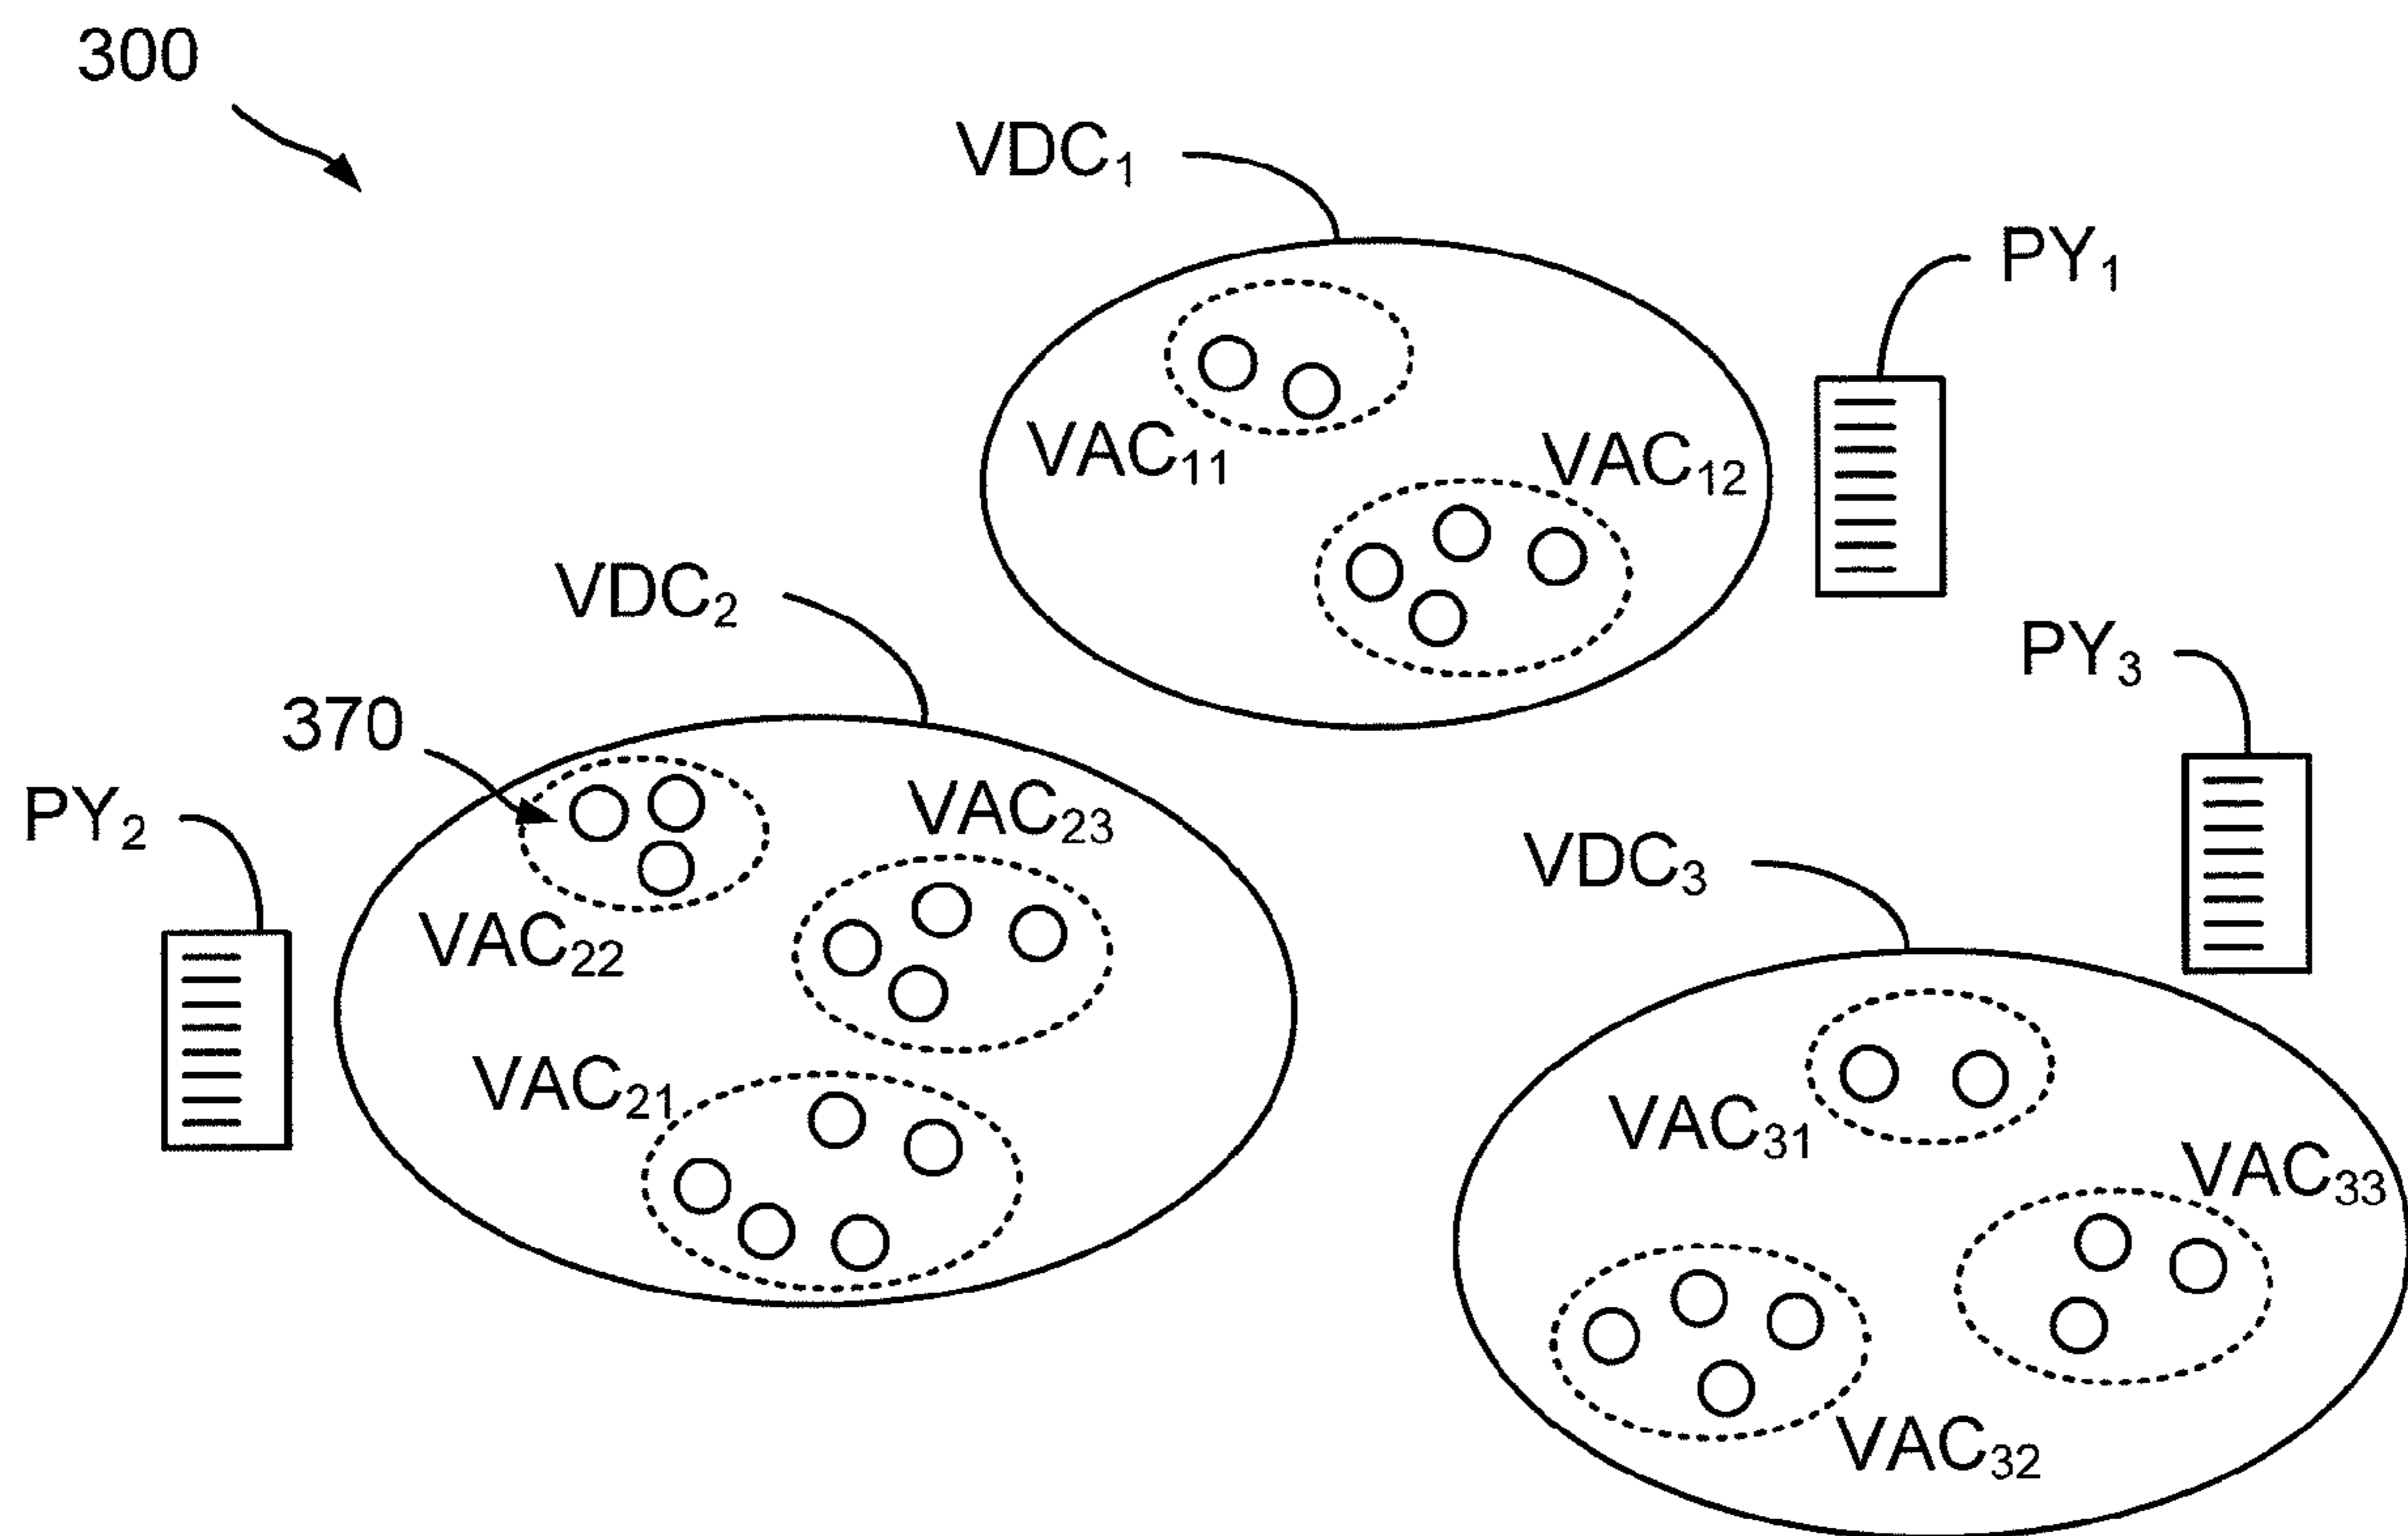 300
VDC₁
PY₁
VAC₁₁
VAC₁₂
VDC₂
PY₃
370
PY₂
VAC₂₃
VDC₃
VAC₂₂
VAC₂₁
VAC₃₁
VAC₃₃
VAC₃₂